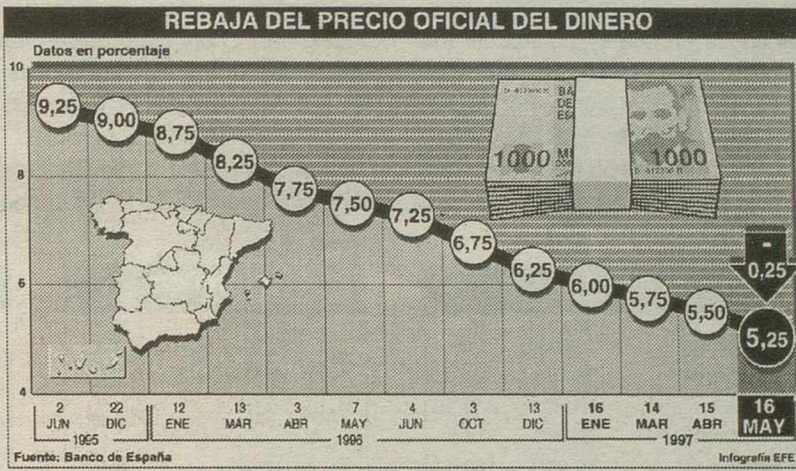 REBAJA DEL PRECIO OFICIAL DEL DINERO
Datos en porcentaje
10
8
6
4
9,25
9,00
8,75
8,25
7,75
7,50
7,25
6,75
6,25
6,00
5,75
5,50
5,25
-
0,25
BA
DE
ES
1000
1000
2 JUN
22 DIC
12 ENE
13 MAR
3 ABR
7 MAY
4 JUN
3 OCT
13 DIC
16 ENE
14 MAR
15 ABR
16 MAY
1995
1996
1997
Fuente: Banco de España
Infografía EFE